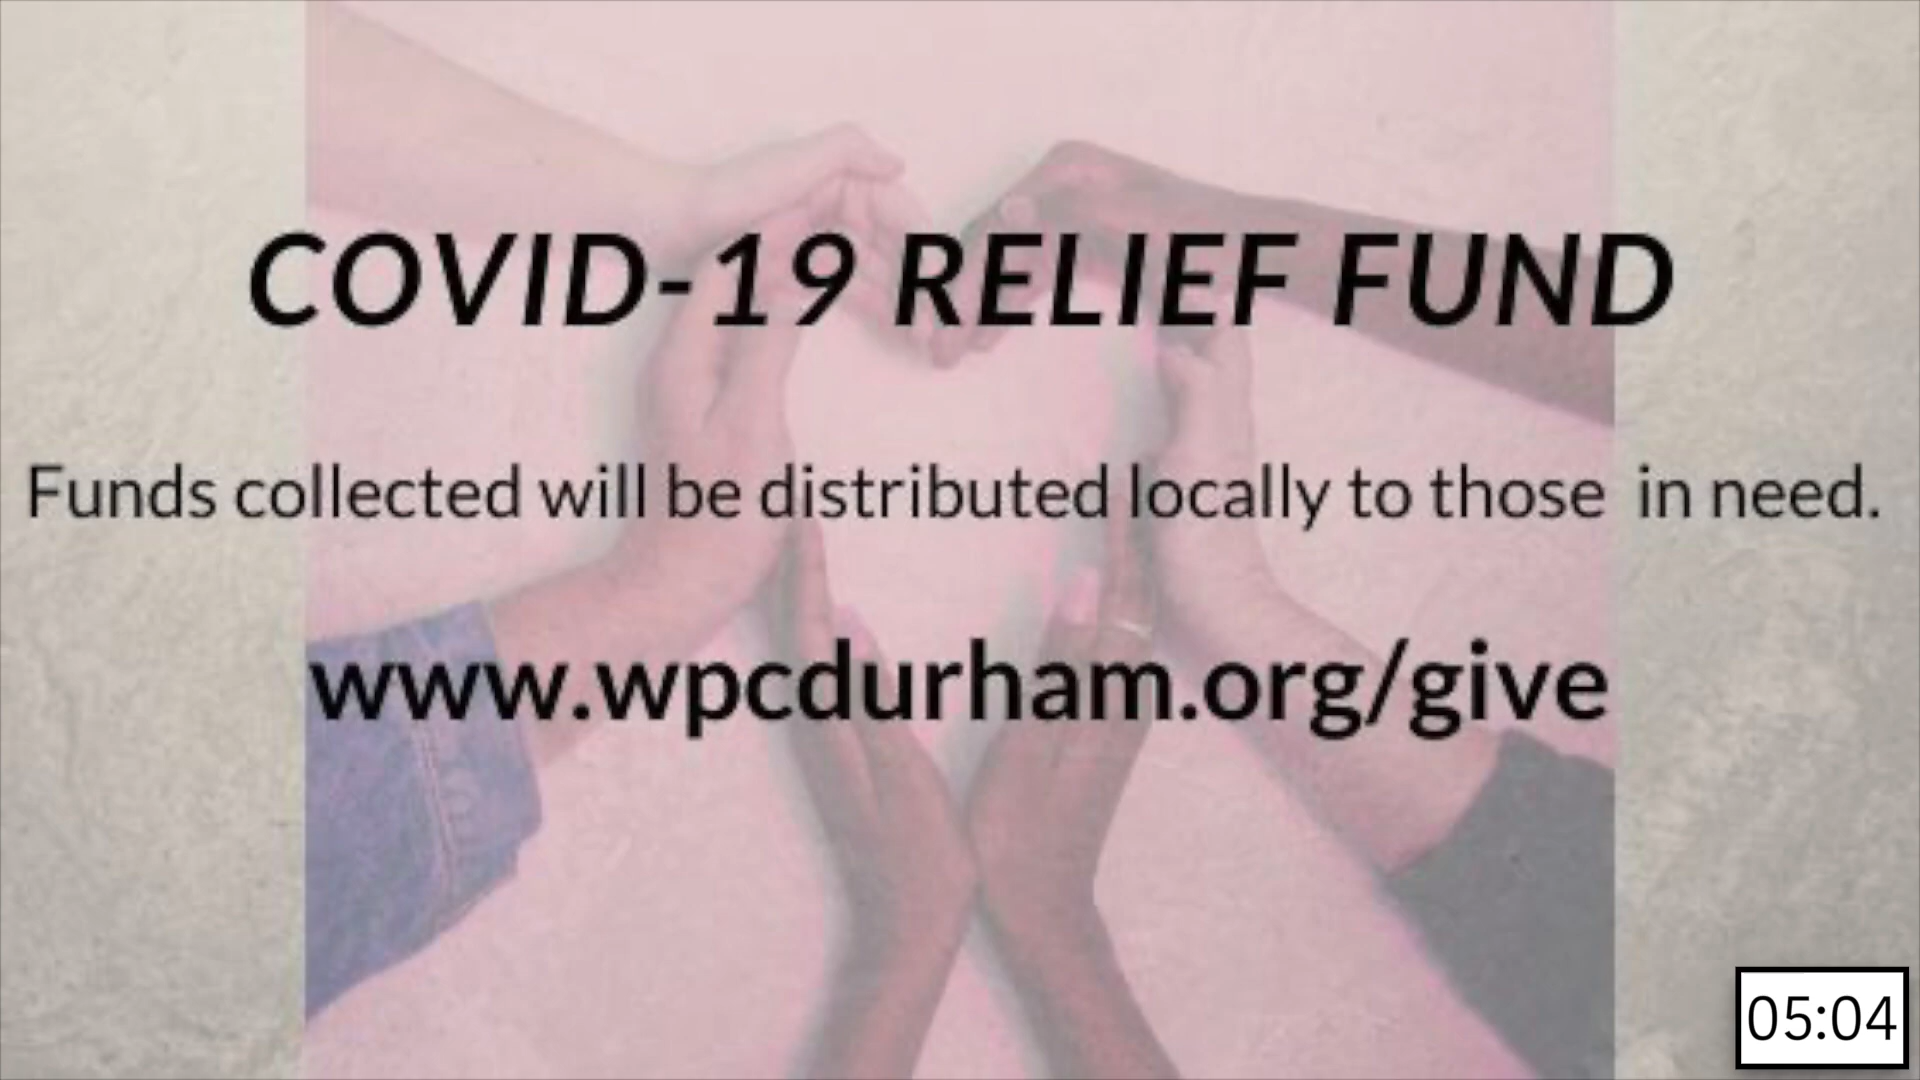 COVID-19 RELIEF FUND
Funds collected will be distributed locally to those in need.
www.wpcdurham.org/give
05:04